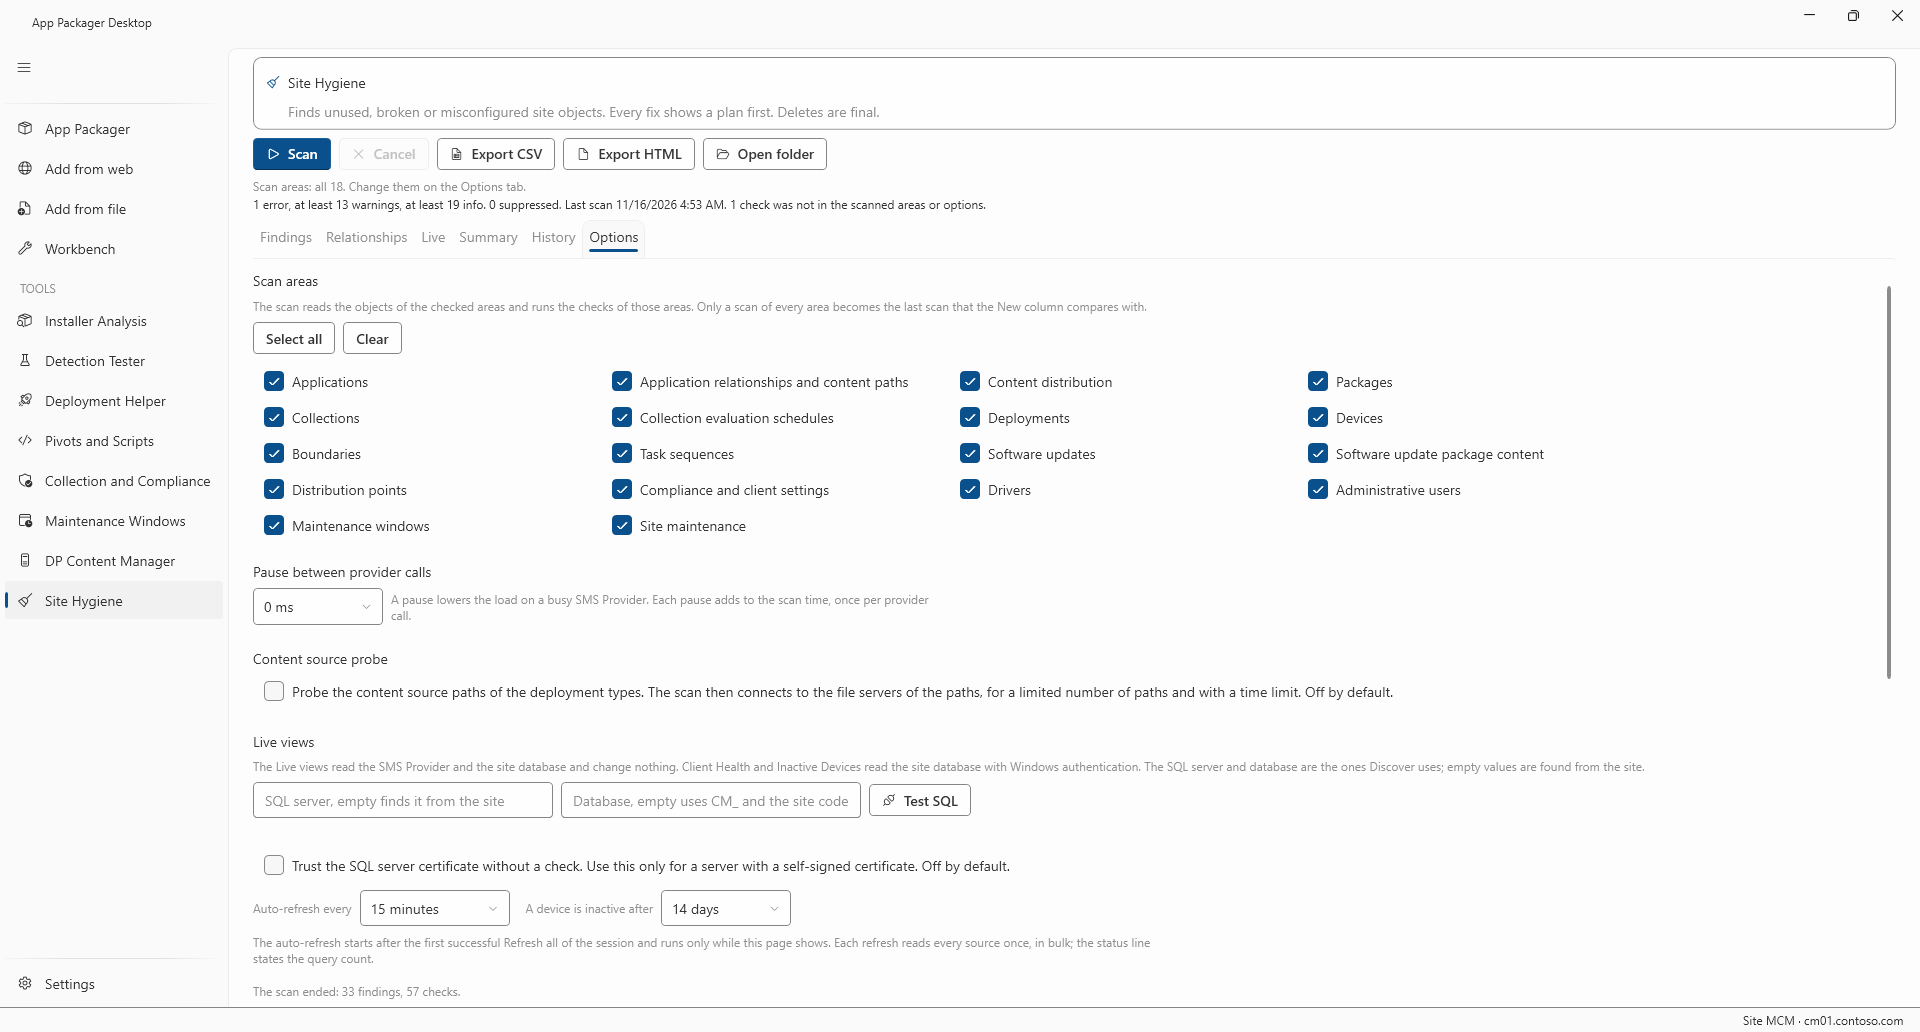 App Packager Desktop
App Packager
Add from web
Add from file
Workbench
TOOLS
Installer Analysis
Detection Tester
Deployment Helper
Pivots and Scripts
Collection and Compliance
Maintenance Windows
DP Content Manager
Site Hygiene
Settings
Site Hygiene
Finds unused, broken or misconfigured site objects. Every fix shows a plan first. Deletes are final.
Scan Cancel Export CSV Export HTML Open folder
Scan areas: all 18. Change them on the Options tab.
1 error, at least 13 warnings, at least 19 info. 0 suppressed. Last scan 11/16/2026 4:53 AM. 1 check was not in the scanned areas or options.
Findings Relationships Live Summary History Options
Scan areas
The scan reads the objects of the checked areas and runs the checks of those areas. Only a scan of every area becomes the last scan that the New column compares with.
Select all Clear
Applications Application relationships and content paths Content distribution Packages
Collections Collection evaluation schedules Deployments Devices
Boundaries Task sequences Software updates Software update package content
Distribution points Compliance and client settings Drivers Administrative users
Maintenance windows Site maintenance
Pause between provider calls
0 ms A pause lowers the load on a busy SMS Provider. Each pause adds to the scan time, once per provider
call.
Content source probe
Probe the content source paths of the deployment types. The scan then connects to the file servers of the paths, for a limited number of paths and with a time limit. Off by default.
Live views
The Live views read the SMS Provider and the site database and change nothing. Client Health and Inactive Devices read the site database with Windows authentication. The SQL server and database are the ones Discover uses; empty values are found from the site.
SQL server, empty finds it from the site Database, empty uses CM_ and the site code Test SQL
Trust the SQL server certificate without a check. Use this only for a server with a self-signed certificate. Off by default.
Auto-refresh every 15 minutes A device is inactive after 14 days
The auto-refresh starts after the first successful Refresh all of the session and runs only while this page shows. Each refresh reads every source once, in bulk; the status line
states the query count.
The scan ended: 33 findings, 57 checks.
Site MCM · cm01.contoso.com